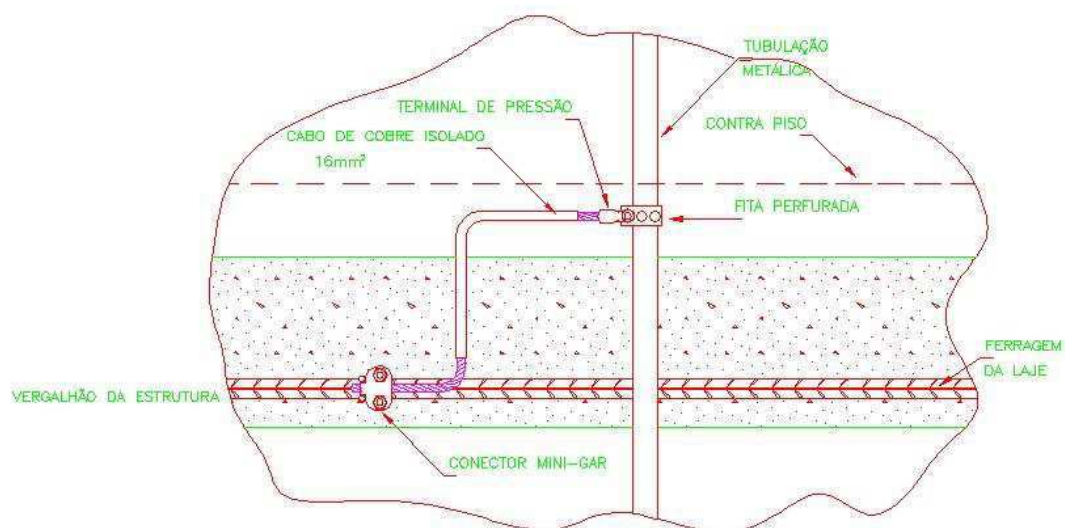 TUBULAÇÃO
METÁLICA
TERMINAL DE PRESSÃO
CONTRA PISO
CABO DE COBRE ISOLADO
16mm²
FITA PERFURADA
FERRAGEM
DA LAJE
VERGALHÃO DA ESTRUTURA
CONECTOR MINI-GAR